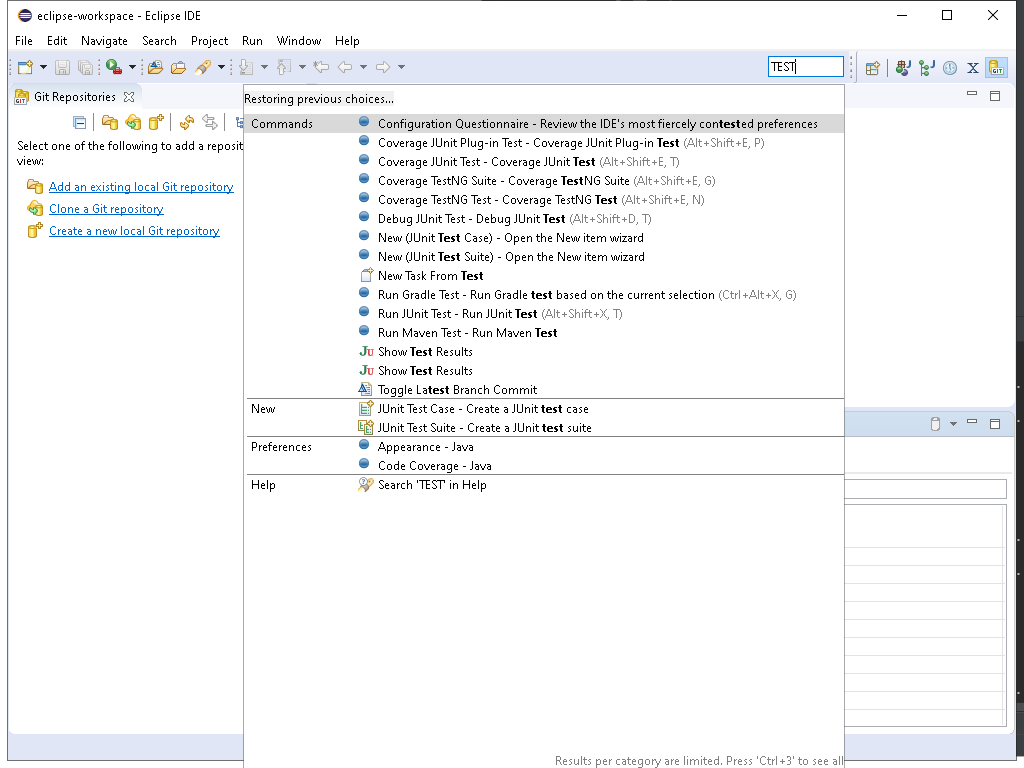 eclipse-workspace - Eclipse IDE
File Edit Navigate Search Project Run Window Help
TEST
Git Repositories
Restoring previous choices...
Select one of the following to add a reposit
view:
Add an existing local Git repository
Clone a Git repository
Create a new local Git repository
Commands Configuration Questionnaire - Review the IDE's most fiercely contested preferences
Coverage JUnit Plug-in Test - Coverage JUnit Plug-in Test (Alt+Shift+E, P)
Coverage JUnit Test - Coverage JUnit Test (Alt+Shift+E, T)
Coverage TestNG Suite - Coverage TestNG Suite (Alt+Shift+E, G)
Coverage TestNG Test - Coverage TestNG Test (Alt+Shift+E, N)
Debug JUnit Test - Debug JUnit Test (Alt+Shift+D, T)
New (JUnit Test Case) - Open the New item wizard
New (JUnit Test Suite) - Open the New item wizard
New Task From Test
Run Gradle Test - Run Gradle test based on the current selection (Ctrl+Alt+X, G)
Run JUnit Test - Run JUnit Test (Alt+Shift+X, T)
Run Maven Test - Run Maven Test
Show Test Results
Show Test Results
Toggle Latest Branch Commit
New JUnit Test Case - Create a JUnit test case
JUnit Test Suite - Create a JUnit test suite
Preferences Appearance - Java
Code Coverage - Java
Help Search 'TEST' in Help
Results per category are limited. Press 'Ctrl+3' to see all